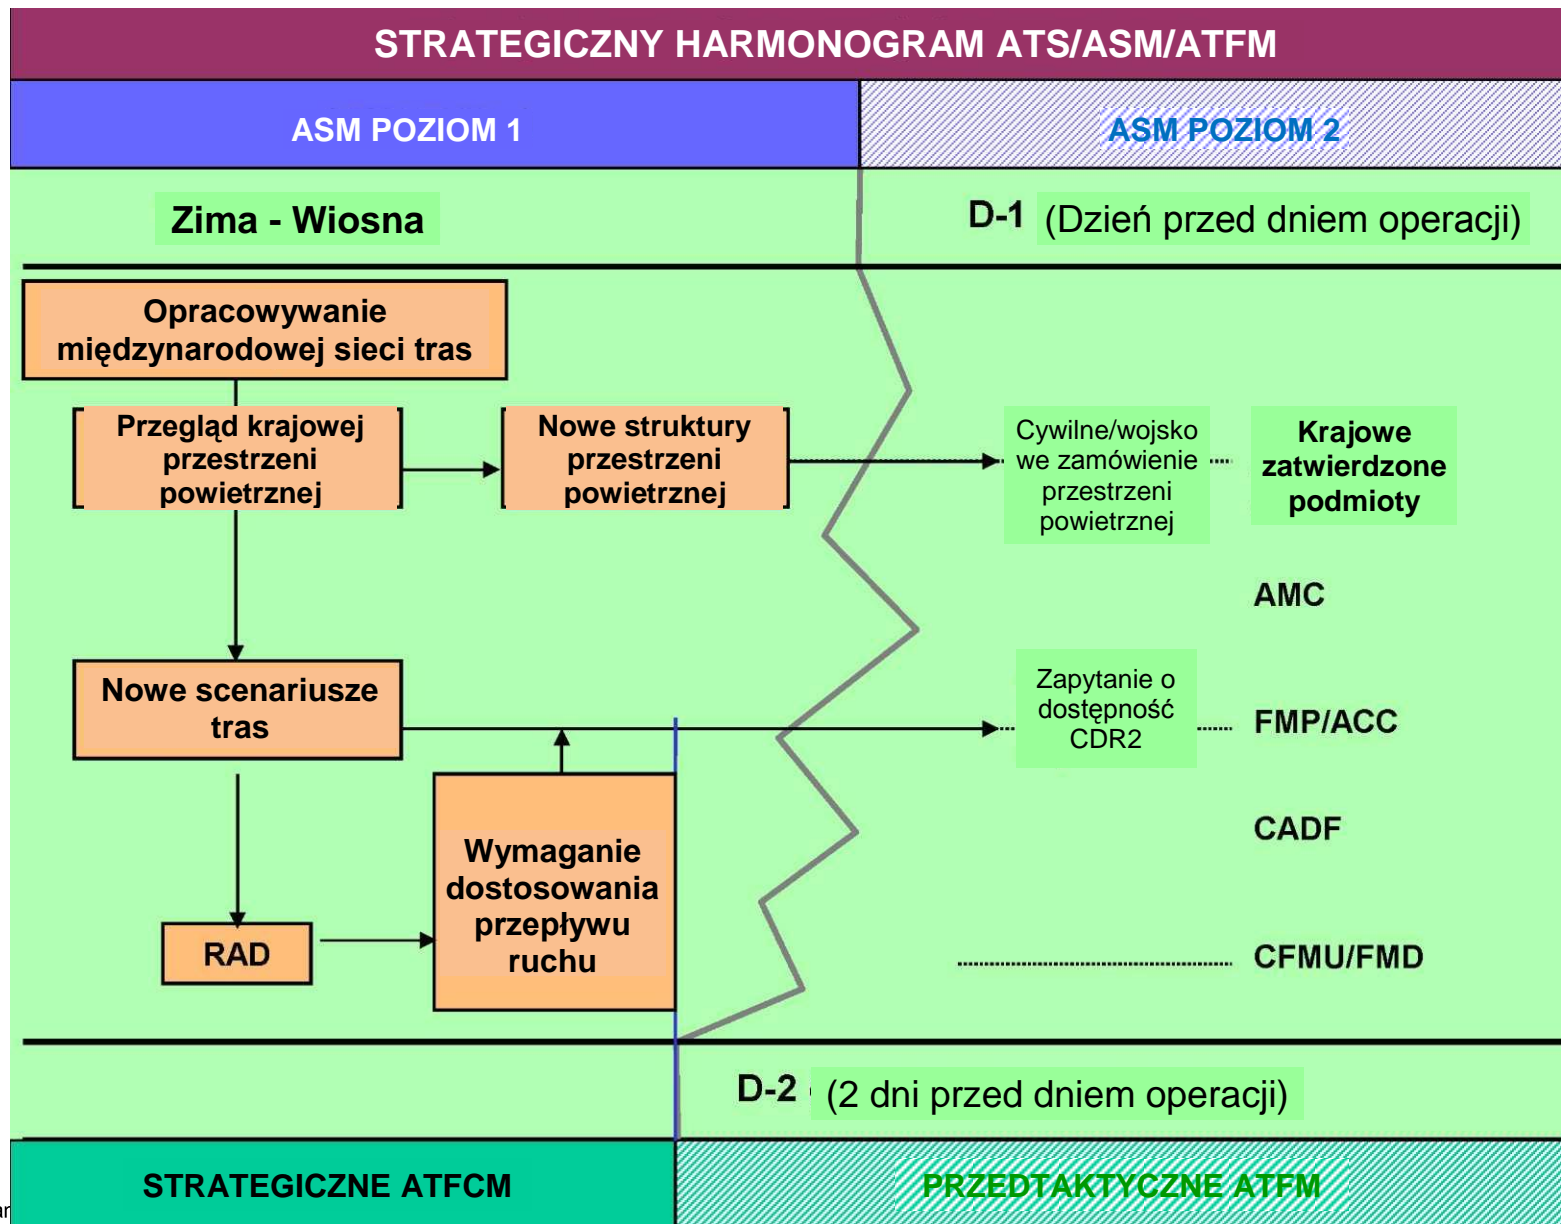 STRATEGICZNY HARMONOGRAM ATS/ASM/ATFM
ASM POZIOM 1
ASM POZIOM 2
Zima - Wiosna
D-1 (Dzień przed dniem operacji)
Opracowywanie
międzynarodowej sieci tras
Przegląd krajowej
przestrzeni
powietrznej
Nowe struktury
przestrzeni
powietrznej
Cywilne/wojsko
we zamówienie
przestrzeni
powietrznej
Krajowe
zatwierdzone
podmioty
AMC
Nowe scenariusze
tras
Zapytanie o
dostępność
CDR2
FMP/ACC
CADF
Wymaganie
dostosowania
przepływu
ruchu
RAD
CFMU/FMD
D-2 (2 dni przed dniem operacji)
STRATEGICZNE ATFCM
PRZEDTAKTYCZNE ATFM